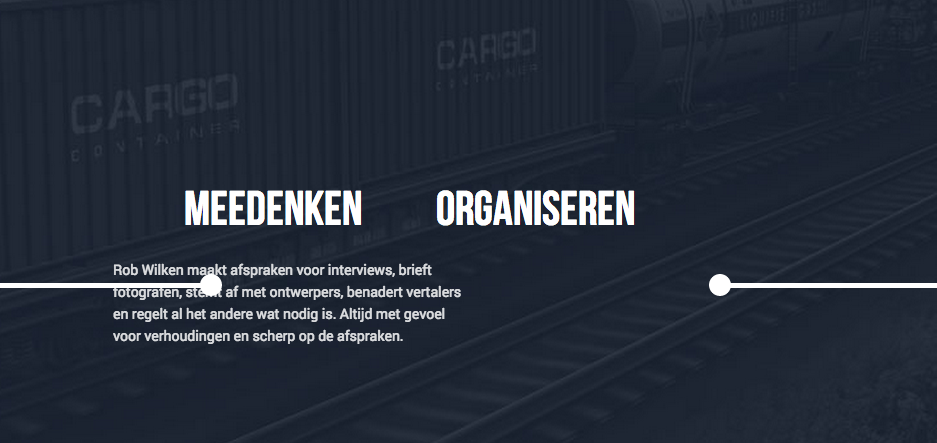 CARGO
CONTAINER
CARGO
CONTAINER
LIQUEFIED GAS
MEEDENKEN
ORGANISEREN
Rob Wilken maakt afspraken voor interviews, brieft
fotografen, stemt af met ontwerpers, benadert vertalers
en regelt al het andere wat nodig is. Altijd met gevoel
voor verhoudingen en scherp op de afspraken.